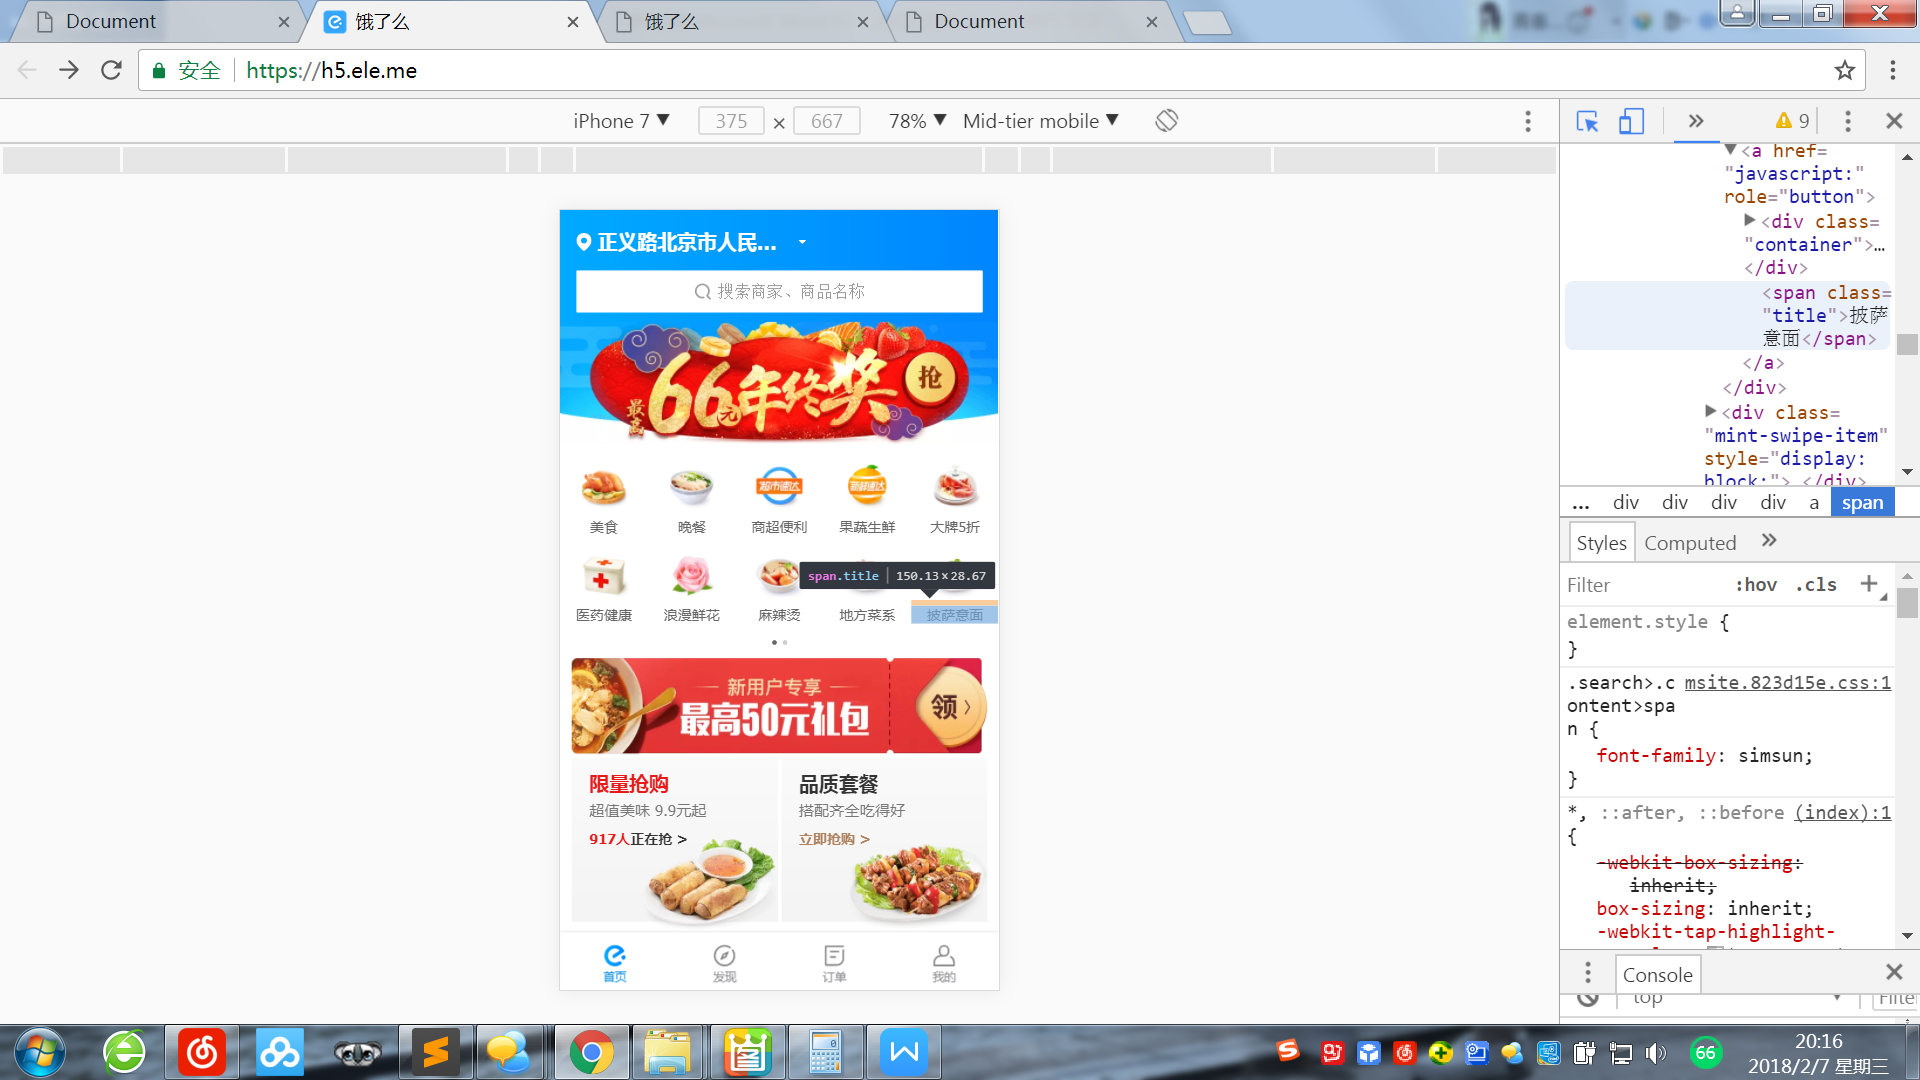 Document
饿了么
饿了么
Document
安全 https://h5.ele.me
iPhone 7 ▼ 375 × 667 78% ▼ Mid-tier mobile ▼
9
正义路北京市人民...
搜索商家、商品名称
最高66元年终奖
抢
美食 晚餐 商超便利 果蔬生鲜 大牌5折
超市速达
新鲜速达
span.title 150.13×28.67
医药健康 浪漫鲜花 麻辣烫 地方菜系 披萨意面
新用户专享
最高50元礼包
领 >
限量抢购
超值美味 9.9元起
917人正在抢 >
品质套餐
搭配齐全吃得好
立即抢购 >
首页 发现 订单 我的
▼<a href=
"javascript:"
role="button">
▶<div class=
"container">…
</div>
<span class=
"title">披萨
意面</span>
</a>
</div>
▶<div class=
"mint-swipe-item"
style="display:
block;"> </div>
... div div div div a span
Styles Computed »
Filter :hov .cls +
element.style {
}
.search>.c msite.823d15e.css:1
ontent>spa
n {
font-family: simsun;
}
*, ::after, ::before (index):1
{
-webkit-box-sizing:
inherit;
box-sizing: inherit;
-webkit-tap-highlight-
Console
top Filte
66
20:16
2018/2/7 星期三